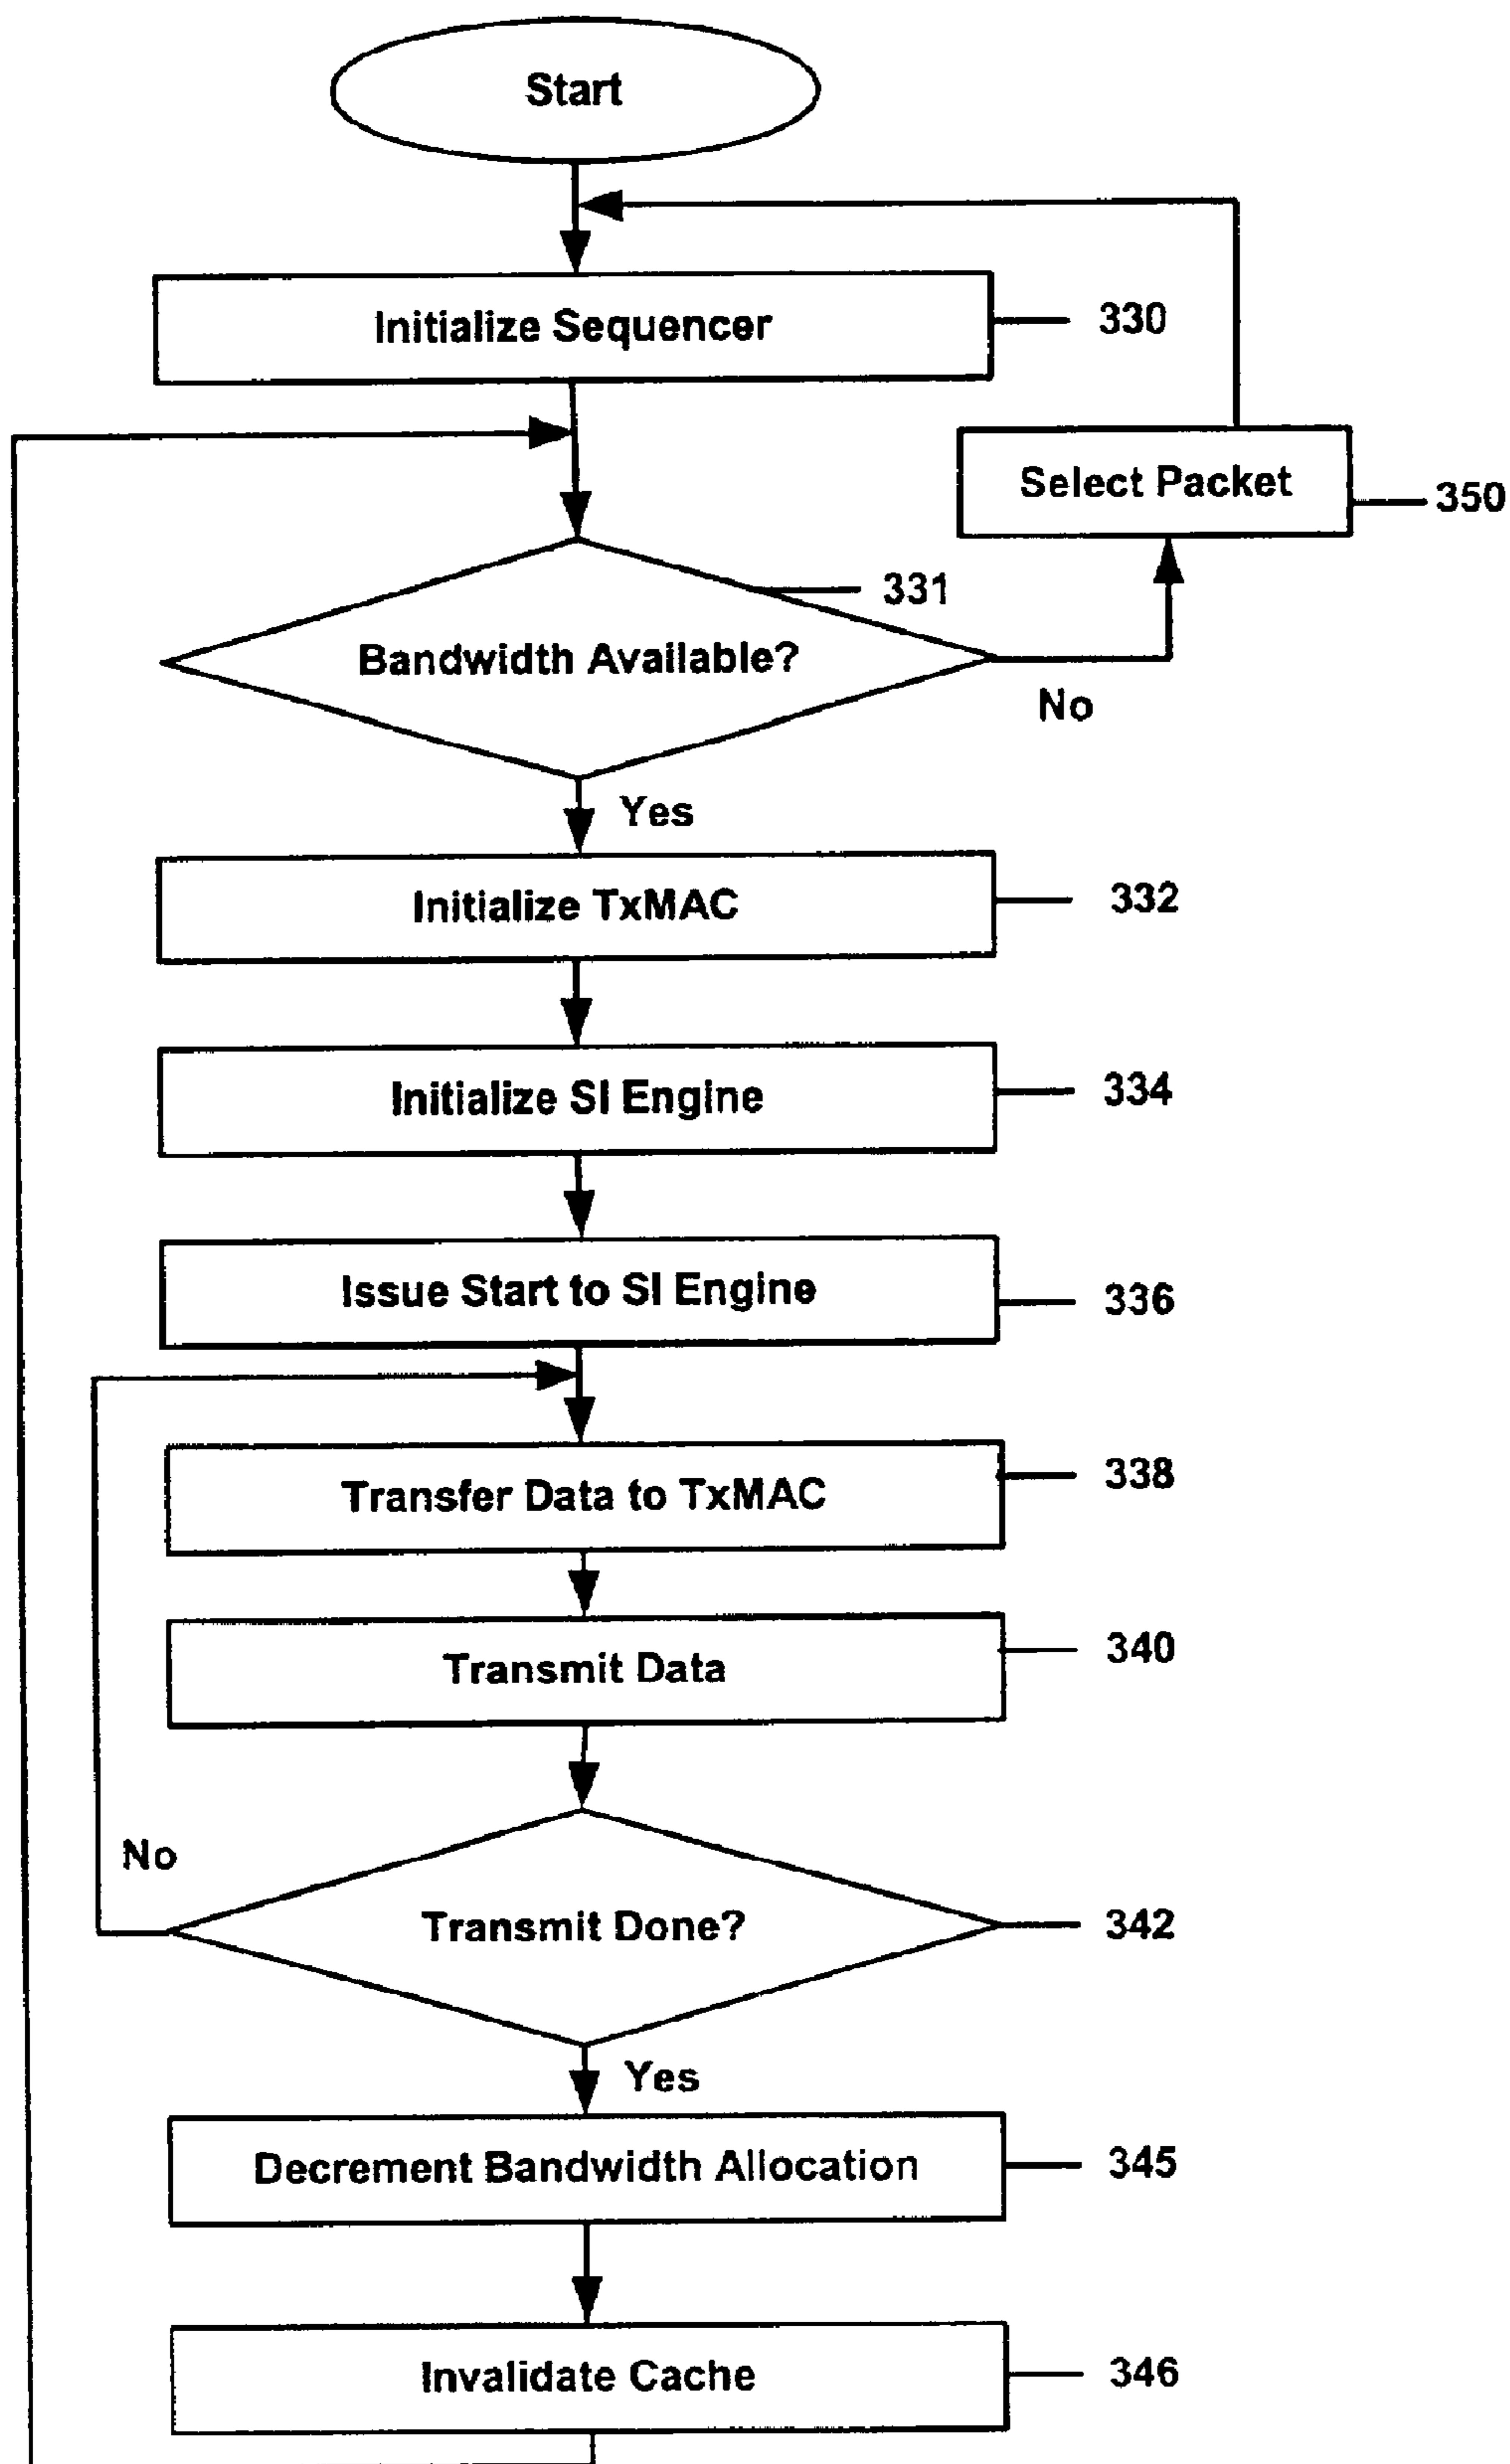 Start
Initialize Sequencer
330
Select Packet
350
331
Bandwidth Available?
No
Yes
Initialize TxMAC
332
Initialize SI Engine
334
Issue Start to SI Engine
336
Transfer Data to TxMAC
338
Transmit Data
340
No
Transmit Done?
342
Yes
Decrement Bandwidth Allocation
345
Invalidate Cache
346